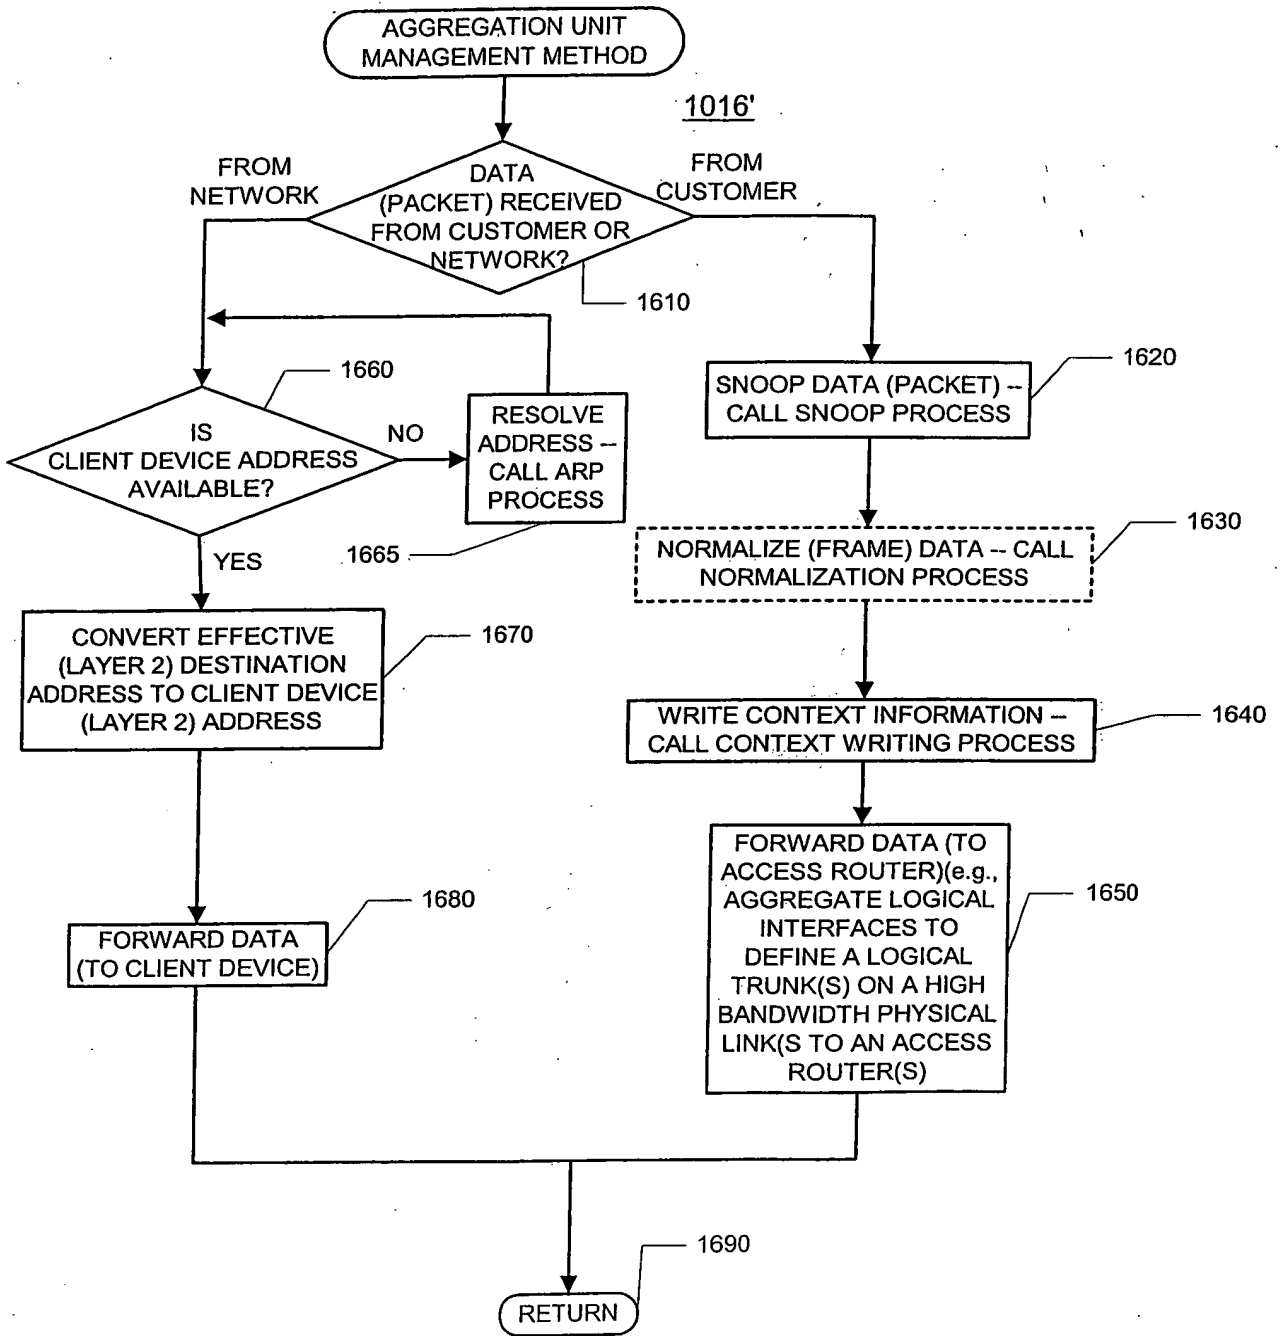 AGGREGATION UNIT
MANAGEMENT METHOD
1016'
FROM
NETWORK
DATA
(PACKET) RECEIVED
FROM CUSTOMER OR
NETWORK?
FROM
CUSTOMER
1610
1660
IS
CLIENT DEVICE ADDRESS
AVAILABLE?
NO
RESOLVE
ADDRESS --
CALL ARP
PROCESS
1665
YES
1620
SNOOP DATA (PACKET) --
CALL SNOOP PROCESS
1630
NORMALIZE (FRAME) DATA -- CALL
NORMALIZATION PROCESS
CONVERT EFFECTIVE
(LAYER 2) DESTINATION
ADDRESS TO CLIENT DEVICE
(LAYER 2) ADDRESS
1670
WRITE CONTEXT INFORMATION --
CALL CONTEXT WRITING PROCESS
1640
FORWARD DATA (TO
ACCESS ROUTER)(e.g.,
AGGREGATE LOGICAL
INTERFACES TO
DEFINE A LOGICAL
TRUNK(S) ON A HIGH
BANDWIDTH PHYSICAL
LINK(S TO AN ACCESS
ROUTER(S)
1650
FORWARD DATA
(TO CLIENT DEVICE)
1680
1690
RETURN